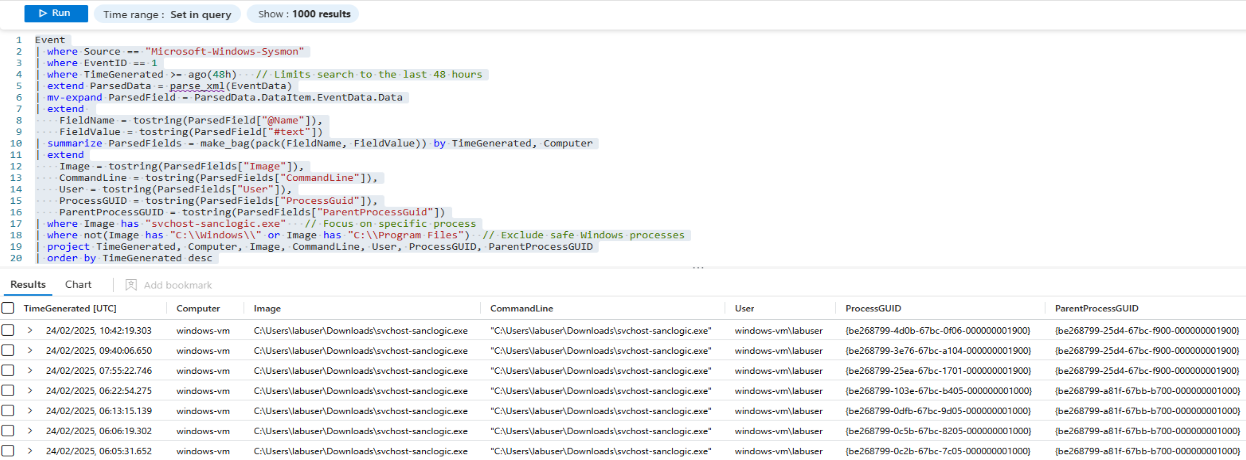 Run Time range : Set in query Show : 1000 results
1 Event
2 | where Source == "Microsoft-Windows-Sysmon"
3 | where EventID == 1
4 | where TimeGenerated >= ago(48h) // Limits search to the last 48 hours
5 | extend ParsedData = parse_xml(EventData)
6 | mv-expand ParsedField = ParsedData.DataItem.EventData.Data
7 | extend
8 FieldName = tostring(ParsedField["@Name"]),
9 FieldValue = tostring(ParsedField["#text"])
10 | summarize ParsedFields = make_bag(pack(FieldName, FieldValue)) by TimeGenerated, Computer
11 | extend
12 Image = tostring(ParsedFields["Image"]),
13 CommandLine = tostring(ParsedFields["CommandLine"]),
14 User = tostring(ParsedFields["User"]),
15 ProcessGUID = tostring(ParsedFields["ProcessGuid"]),
16 ParentProcessGUID = tostring(ParsedFields["ParentProcessGuid"])
17 | where Image has "svchost-sanclogic.exe" // Focus on specific process
18 | where not(Image has "C:\\Windows\\" or Image has "C:\\Program Files") // Exclude safe Windows processes
19 | project TimeGenerated, Computer, Image, CommandLine, User, ProcessGUID, ParentProcessGUID
20 | order by TimeGenerated desc
...
Results Chart Add bookmark
TimeGenerated [UTC] Computer Image CommandLine User ProcessGUID ParentProcessGUID
24/02/2025, 10:42:19.303 windows-vm C:\Users\labuser\Downloads\svchost-sanclogic.exe "C:\Users\labuser\Downloads\svchost-sanclogic.exe" windows-vm\labuser {be268799-4d0b-67bc-0f06-000000001900} {be268799-25d4-67bc-f900-000000001900}
24/02/2025, 09:40:06.650 windows-vm C:\Users\labuser\Downloads\svchost-sanclogic.exe "C:\Users\labuser\Downloads\svchost-sanclogic.exe" windows-vm\labuser {be268799-3e76-67bc-a104-000000001900} {be268799-25d4-67bc-f900-000000001900}
24/02/2025, 07:55:22.746 windows-vm C:\Users\labuser\Downloads\svchost-sanclogic.exe "C:\Users\labuser\Downloads\svchost-sanclogic.exe" windows-vm\labuser {be268799-25ea-67bc-1701-000000001900} {be268799-25d4-67bc-f900-000000001900}
24/02/2025, 06:22:54.275 windows-vm C:\Users\labuser\Downloads\svchost-sanclogic.exe "C:\Users\labuser\Downloads\svchost-sanclogic.exe" windows-vm\labuser {be268799-103e-67bc-b405-000000001000} {be268799-a81f-67bb-b700-000000001000}
24/02/2025, 06:13:15.139 windows-vm C:\Users\labuser\Downloads\svchost-sanclogic.exe "C:\Users\labuser\Downloads\svchost-sanclogic.exe" windows-vm\labuser {be268799-0dfb-67bc-9d05-000000001000} {be268799-a81f-67bb-b700-000000001000}
24/02/2025, 06:06:19.302 windows-vm C:\Users\labuser\Downloads\svchost-sanclogic.exe "C:\Users\labuser\Downloads\svchost-sanclogic.exe" windows-vm\labuser {be268799-0c5b-67bc-8205-000000001000} {be268799-a81f-67bb-b700-000000001000}
24/02/2025, 06:05:31.652 windows-vm C:\Users\labuser\Downloads\svchost-sanclogic.exe "C:\Users\labuser\Downloads\svchost-sanclogic.exe" windows-vm\labuser {be268799-0c2b-67bc-7c05-000000001000} {be268799-a81f-67bb-b700-000000001000}